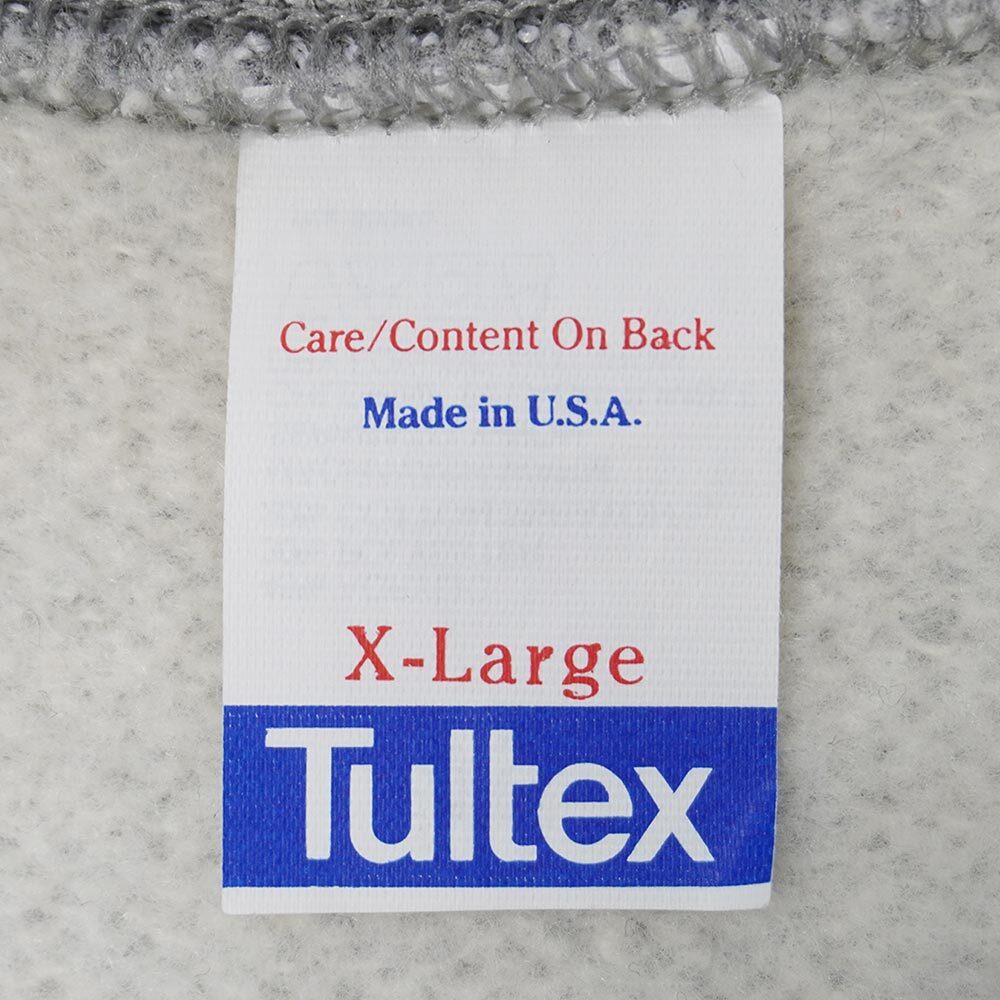 Care/Content On Back
Made in U.S.A.
X-Large
Tultex